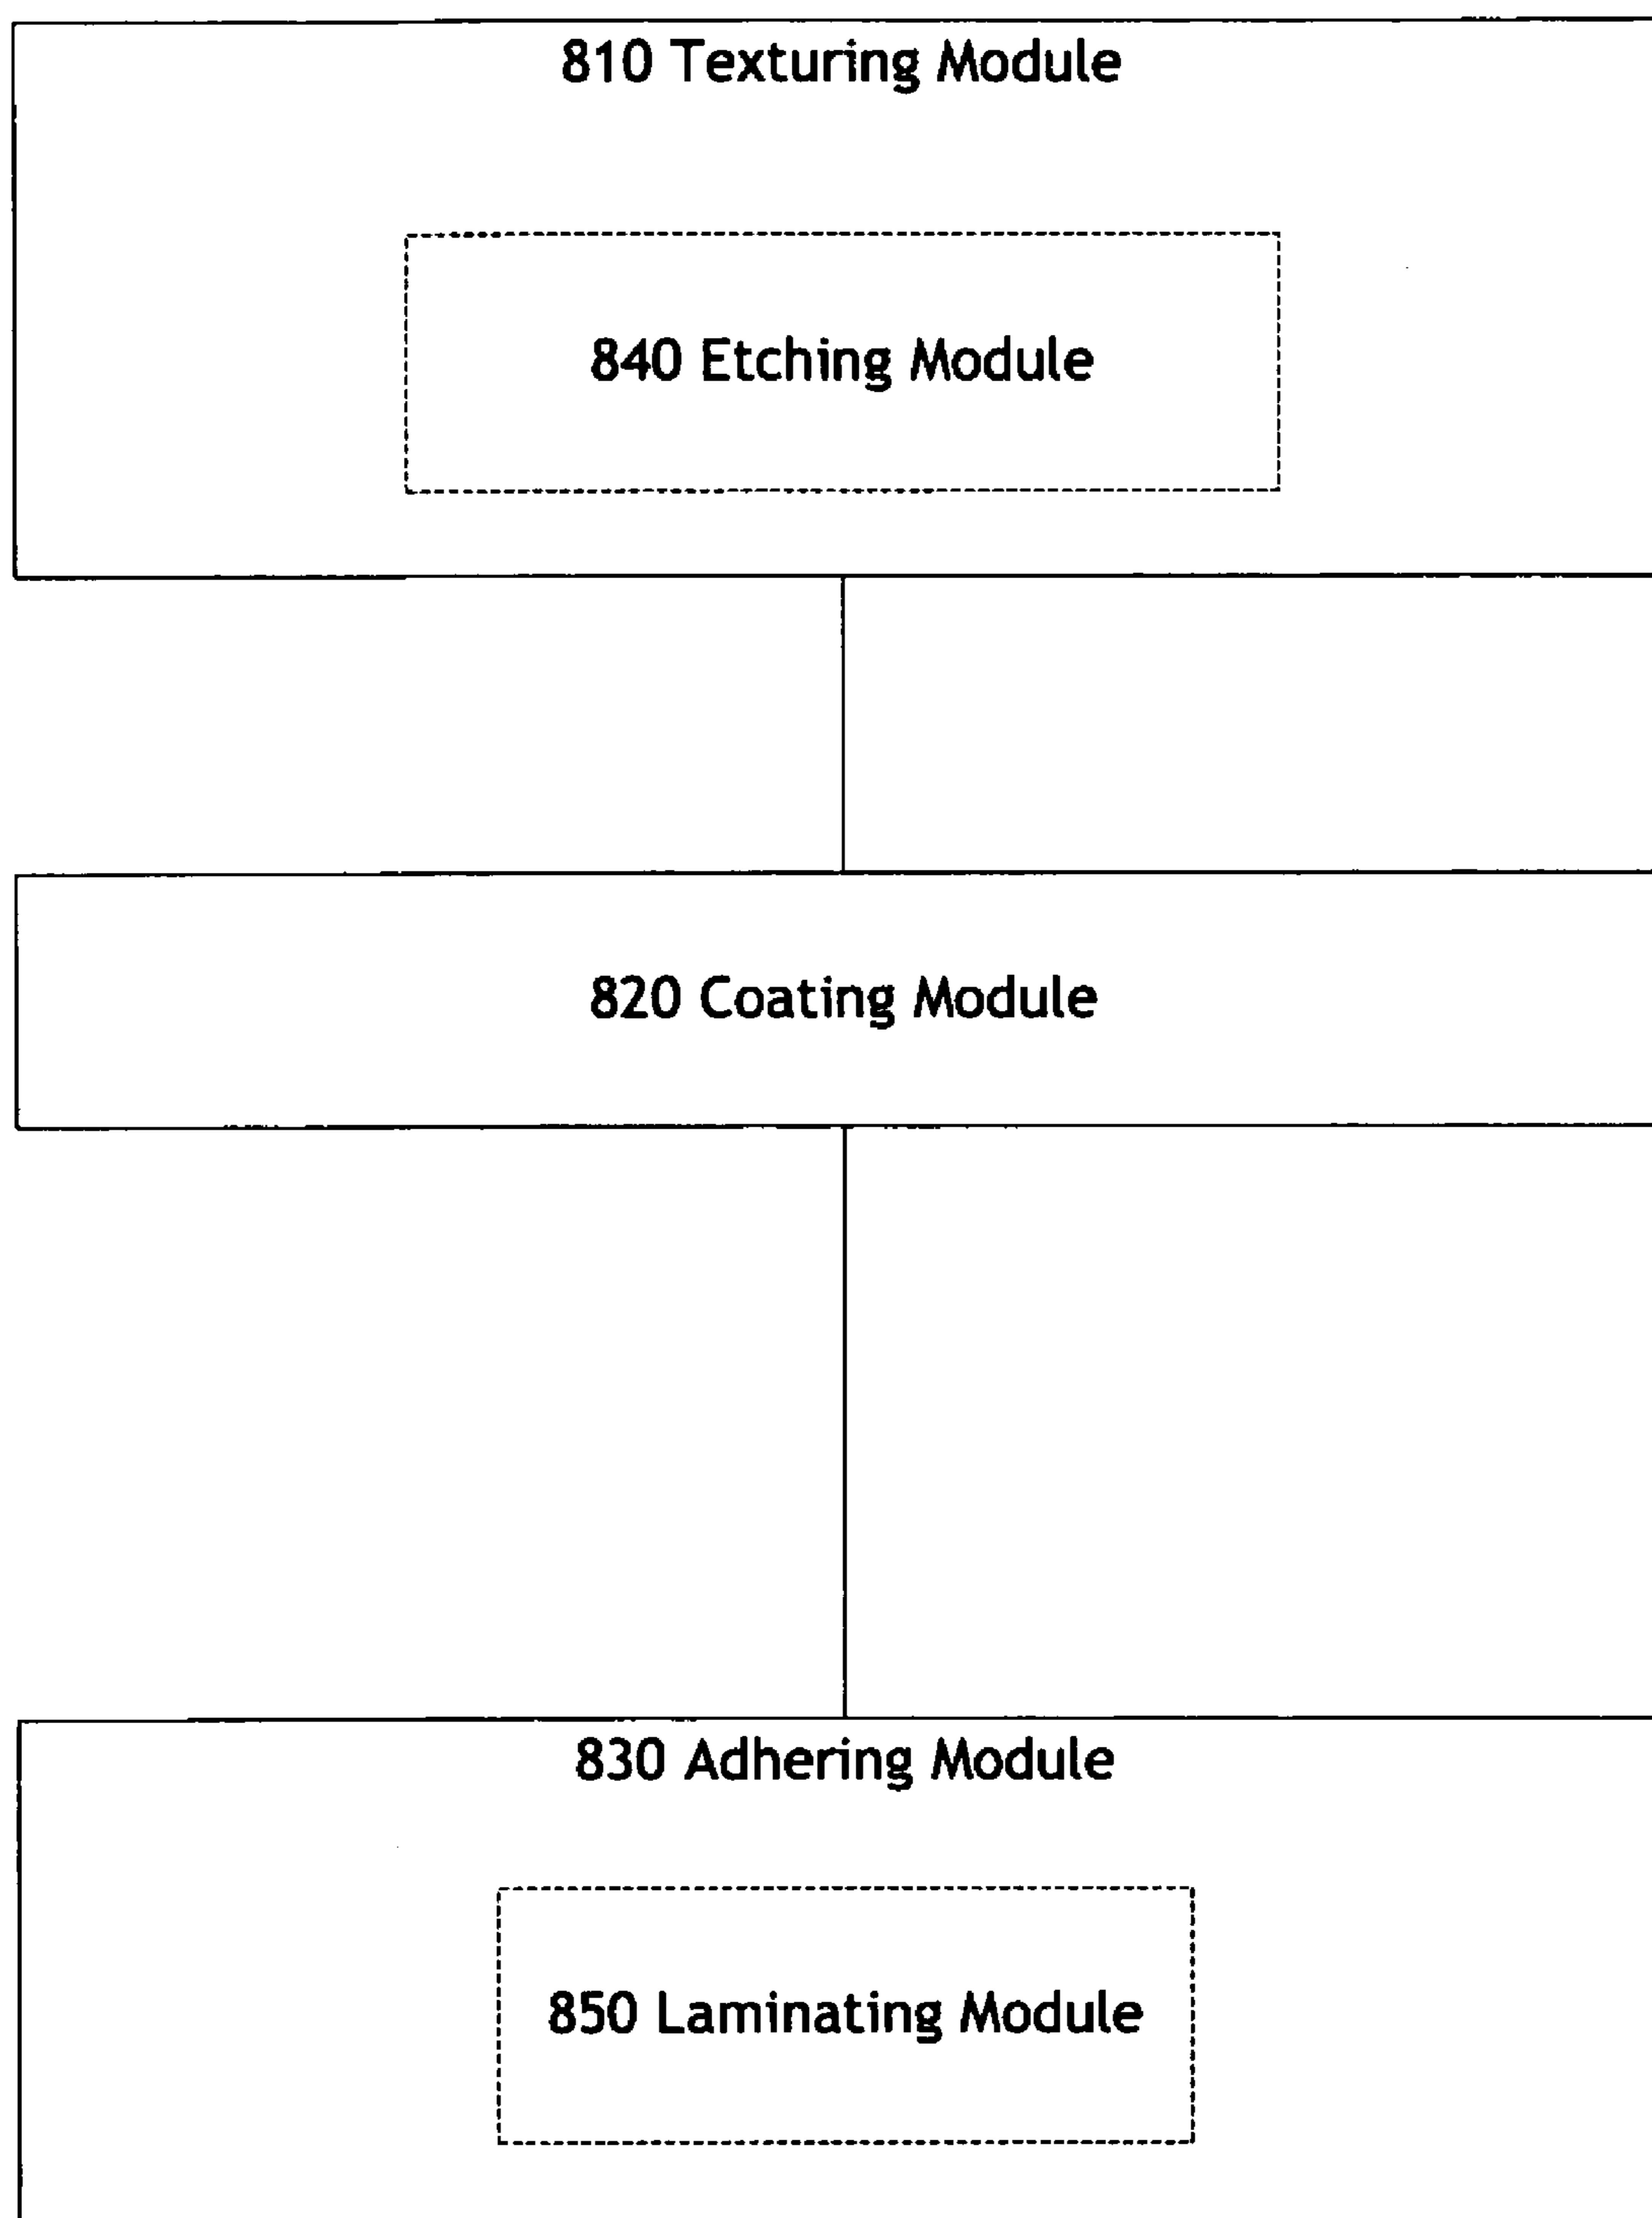 810 Texturing Module
840 Etching Module
820 Coating Module
830 Adhering Module
850 Laminating Module